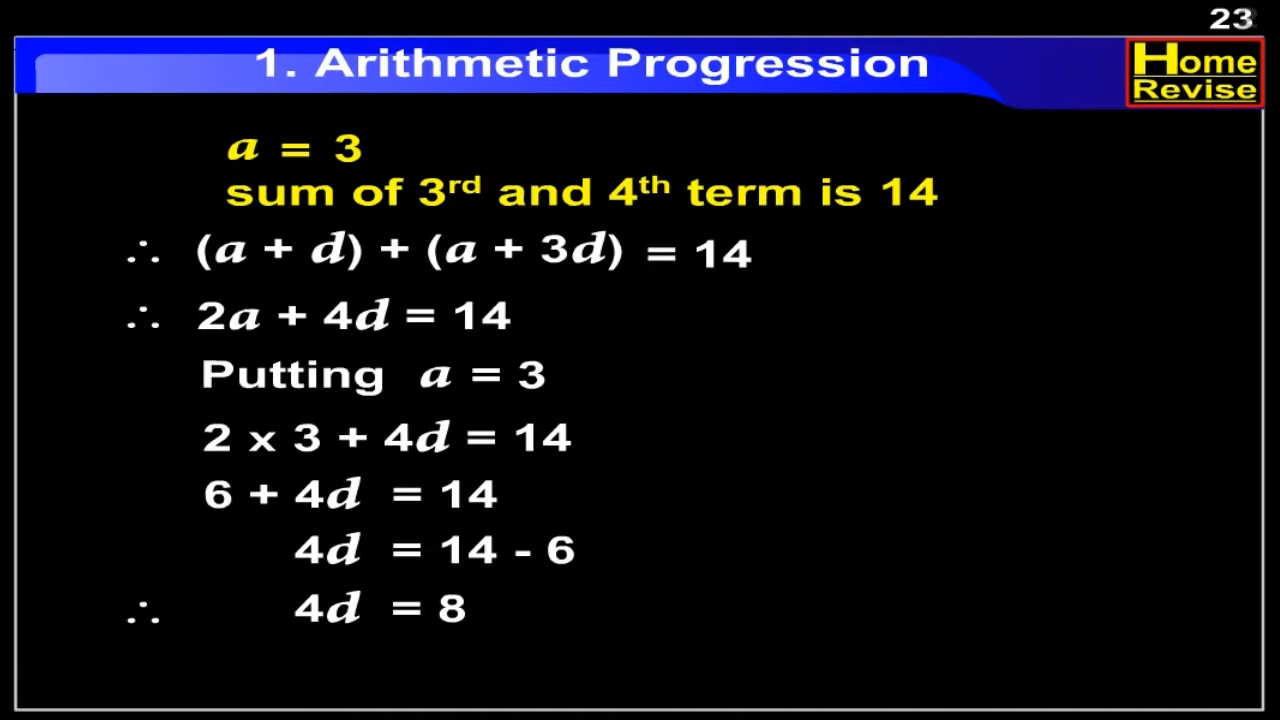 23
1. Arithmetic Progression
Home
Revise
a = 3
sum of 3rd and 4th term is 14
∴ (a + d) + (a + 3d) = 14
∴ 2a + 4d = 14
Putting a = 3
2 x 3 + 4d = 14
6 + 4d = 14
4d = 14 - 6
∴ 4d = 8